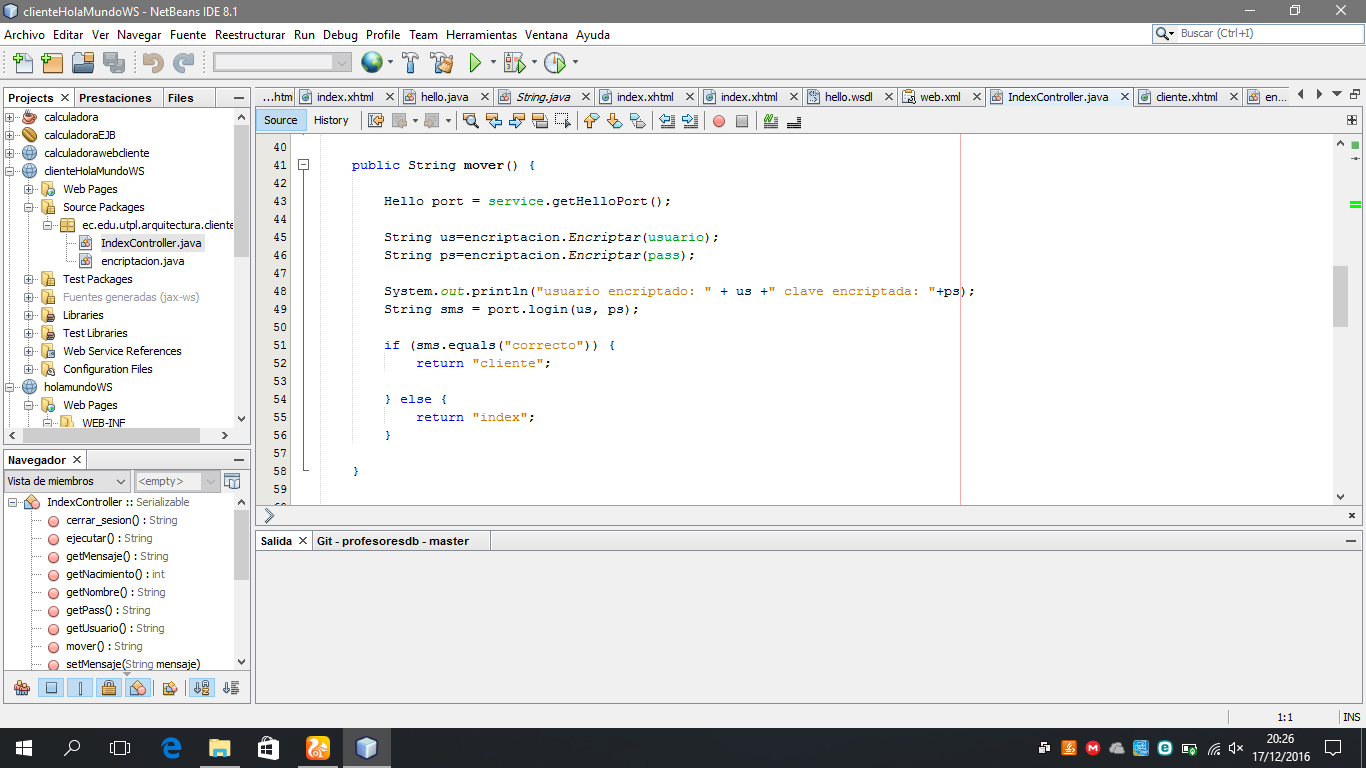 clienteHolaMundoWS - NetBeans IDE 8.1
Archivo Editar Ver Navegar Fuente Reestructurar Run Debug Profile Team Herramientas Ventana Ayuda
Buscar (Ctrl+I)
Projects Prestaciones Files
...htm index.xhtml hello.java String.java index.xhtml index.xhtml hello.wsdl web.xml IndexController.java cliente.xhtml en...
Source History
calculadora
calculadoraEJB
calculadorawebcliente
clienteHolaMundoWS
Web Pages
Source Packages
ec.edu.utpl.arquitectura.cliente
IndexController.java
encriptacion.java
Test Packages
Fuentes generadas (jax-ws)
Libraries
Test Libraries
Web Service References
Configuration Files
holamundoWS
Web Pages
WEB-INF
40
41 public String mover() {
42
43 Hello port = service.getHelloPort();
44
45 String us=encriptacion.Encriptar(usuario);
46 String ps=encriptacion.Encriptar(pass);
47
48 System.out.println("usuario encriptado: " + us +" clave encriptada: "+ps);
49 String sms = port.login(us, ps);
50
51 if (sms.equals("correcto")) {
52 return "cliente";
53
54 } else {
55 return "index";
56 }
57
58 }
59
Navegador
Vista de miembros <empty>
IndexController :: Serializable
cerrar_sesion() : String
ejecutar() : String
getMensaje() : String
getNacimiento() : int
getNombre() : String
getPass() : String
getUsuario() : String
mover() : String
setMensaje(String mensaje)
Salida Git - profesoresdb - master
1:1 INS
20:26
17/12/2016